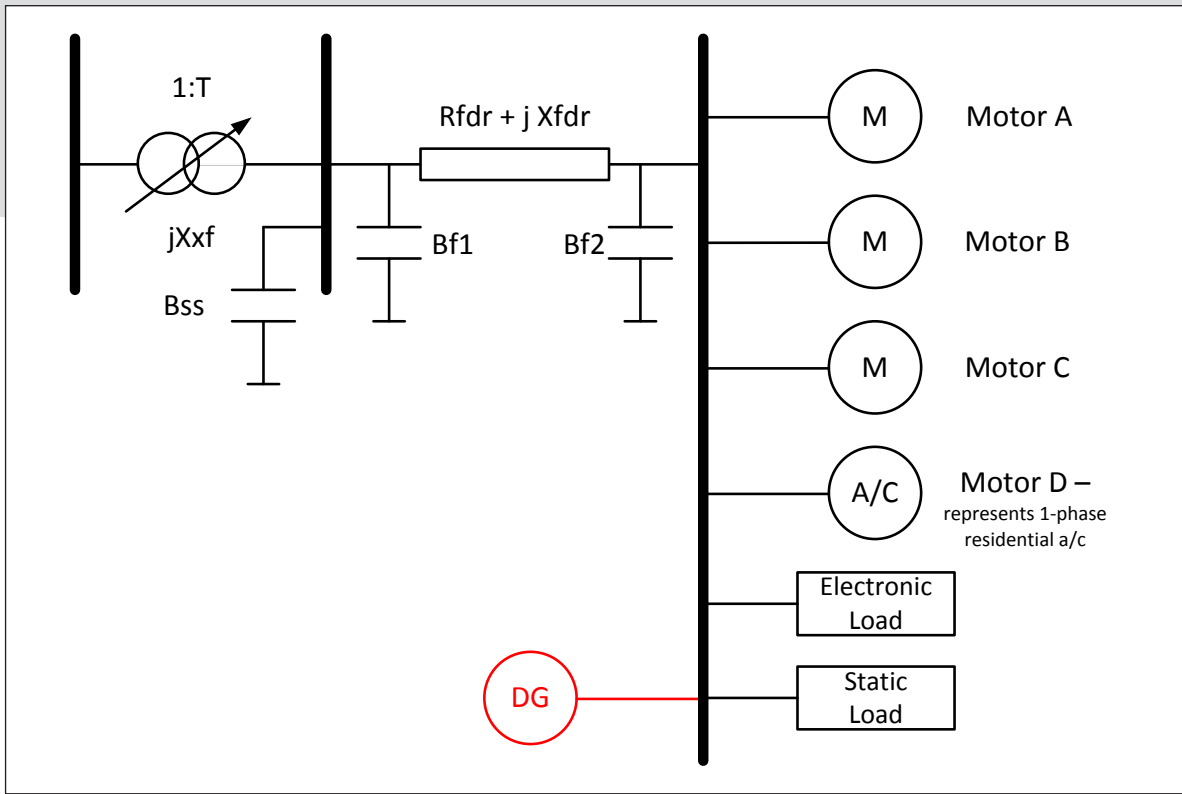 1:T
jXxf
Bss
Rfdr + j Xfdr
Bf1
Bf2
M
Motor A
M
Motor B
M
Motor C
A/C
Motor D –
represents 1-phase
residential a/c
Electronic
Load
DG
Static
Load